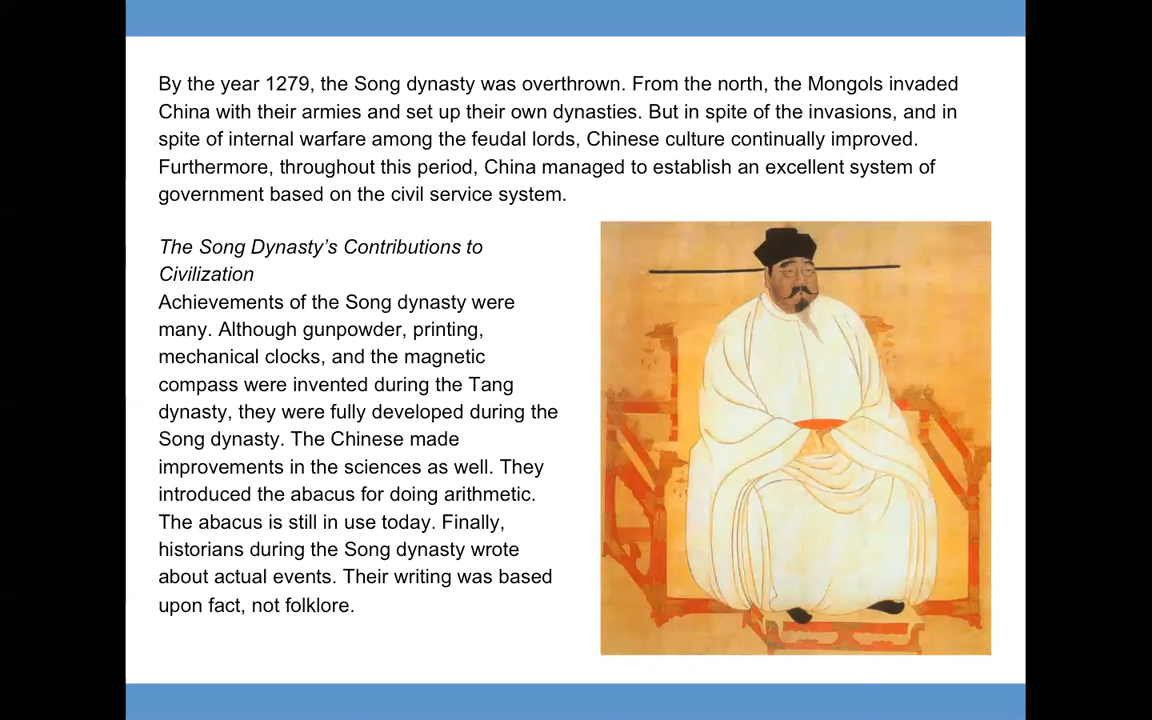 By the year 1279, the Song dynasty was overthrown. From the north, the Mongols invaded
China with their armies and set up their own dynasties. But in spite of the invasions, and in
spite of internal warfare among the feudal lords, Chinese culture continually improved.
Furthermore, throughout this period, China managed to establish an excellent system of
government based on the civil service system.
The Song Dynasty’s Contributions to
Civilization
Achievements of the Song dynasty were
many. Although gunpowder, printing,
mechanical clocks, and the magnetic
compass were invented during the Tang
dynasty, they were fully developed during the
Song dynasty. The Chinese made
improvements in the sciences as well. They
introduced the abacus for doing arithmetic.
The abacus is still in use today. Finally,
historians during the Song dynasty wrote
about actual events. Their writing was based
upon fact, not folklore.